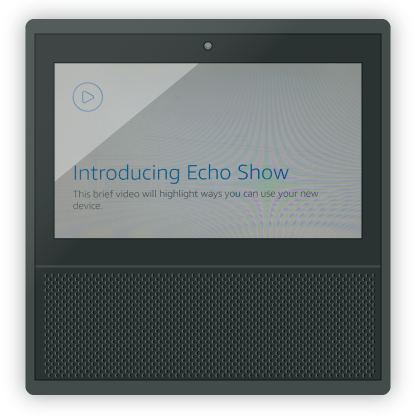 Introducing Echo Show
This brief video will highlight ways you can use your new
device.